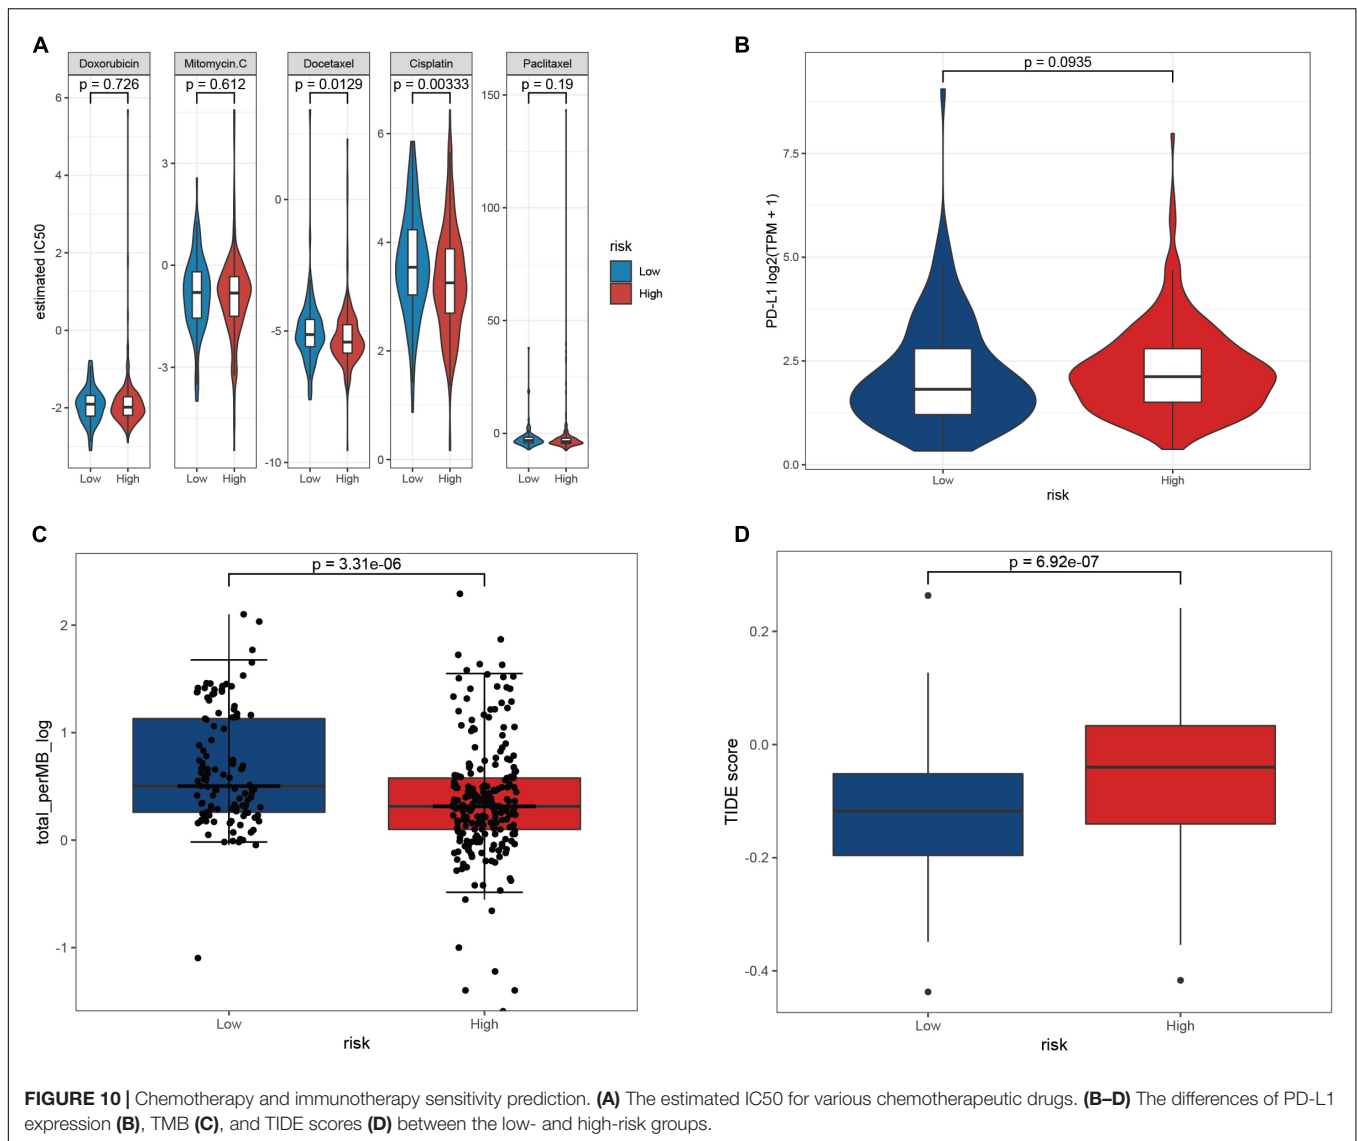 A
Doxorubicin Mitomycin.C Docetaxel Cisplatin Paclitaxel
p = 0.726 p = 0.612 p = 0.0129 p = 0.00333 p = 0.19
estimated IC50
6
4
2
0
-2
3
0
-3
0
-5
-10
6
4
2
0
150
100
50
0
Low High Low High Low High Low High Low High
risk
Low
High
B
p = 0.0935
PD-L1 log2(TPM + 1)
7.5
5.0
2.5
0.0
Low High
risk
C
p = 3.31e-06
total_perMB_log
2
1
0
-1
Low High
risk
D
p = 6.92e-07
TIDE score
0.2
0.0
-0.2
-0.4
Low High
risk
FIGURE 10 | Chemotherapy and immunotherapy sensitivity prediction. (A) The estimated IC50 for various chemotherapeutic drugs. (B–D) The differences of PD-L1
expression (B), TMB (C), and TIDE scores (D) between the low- and high-risk groups.